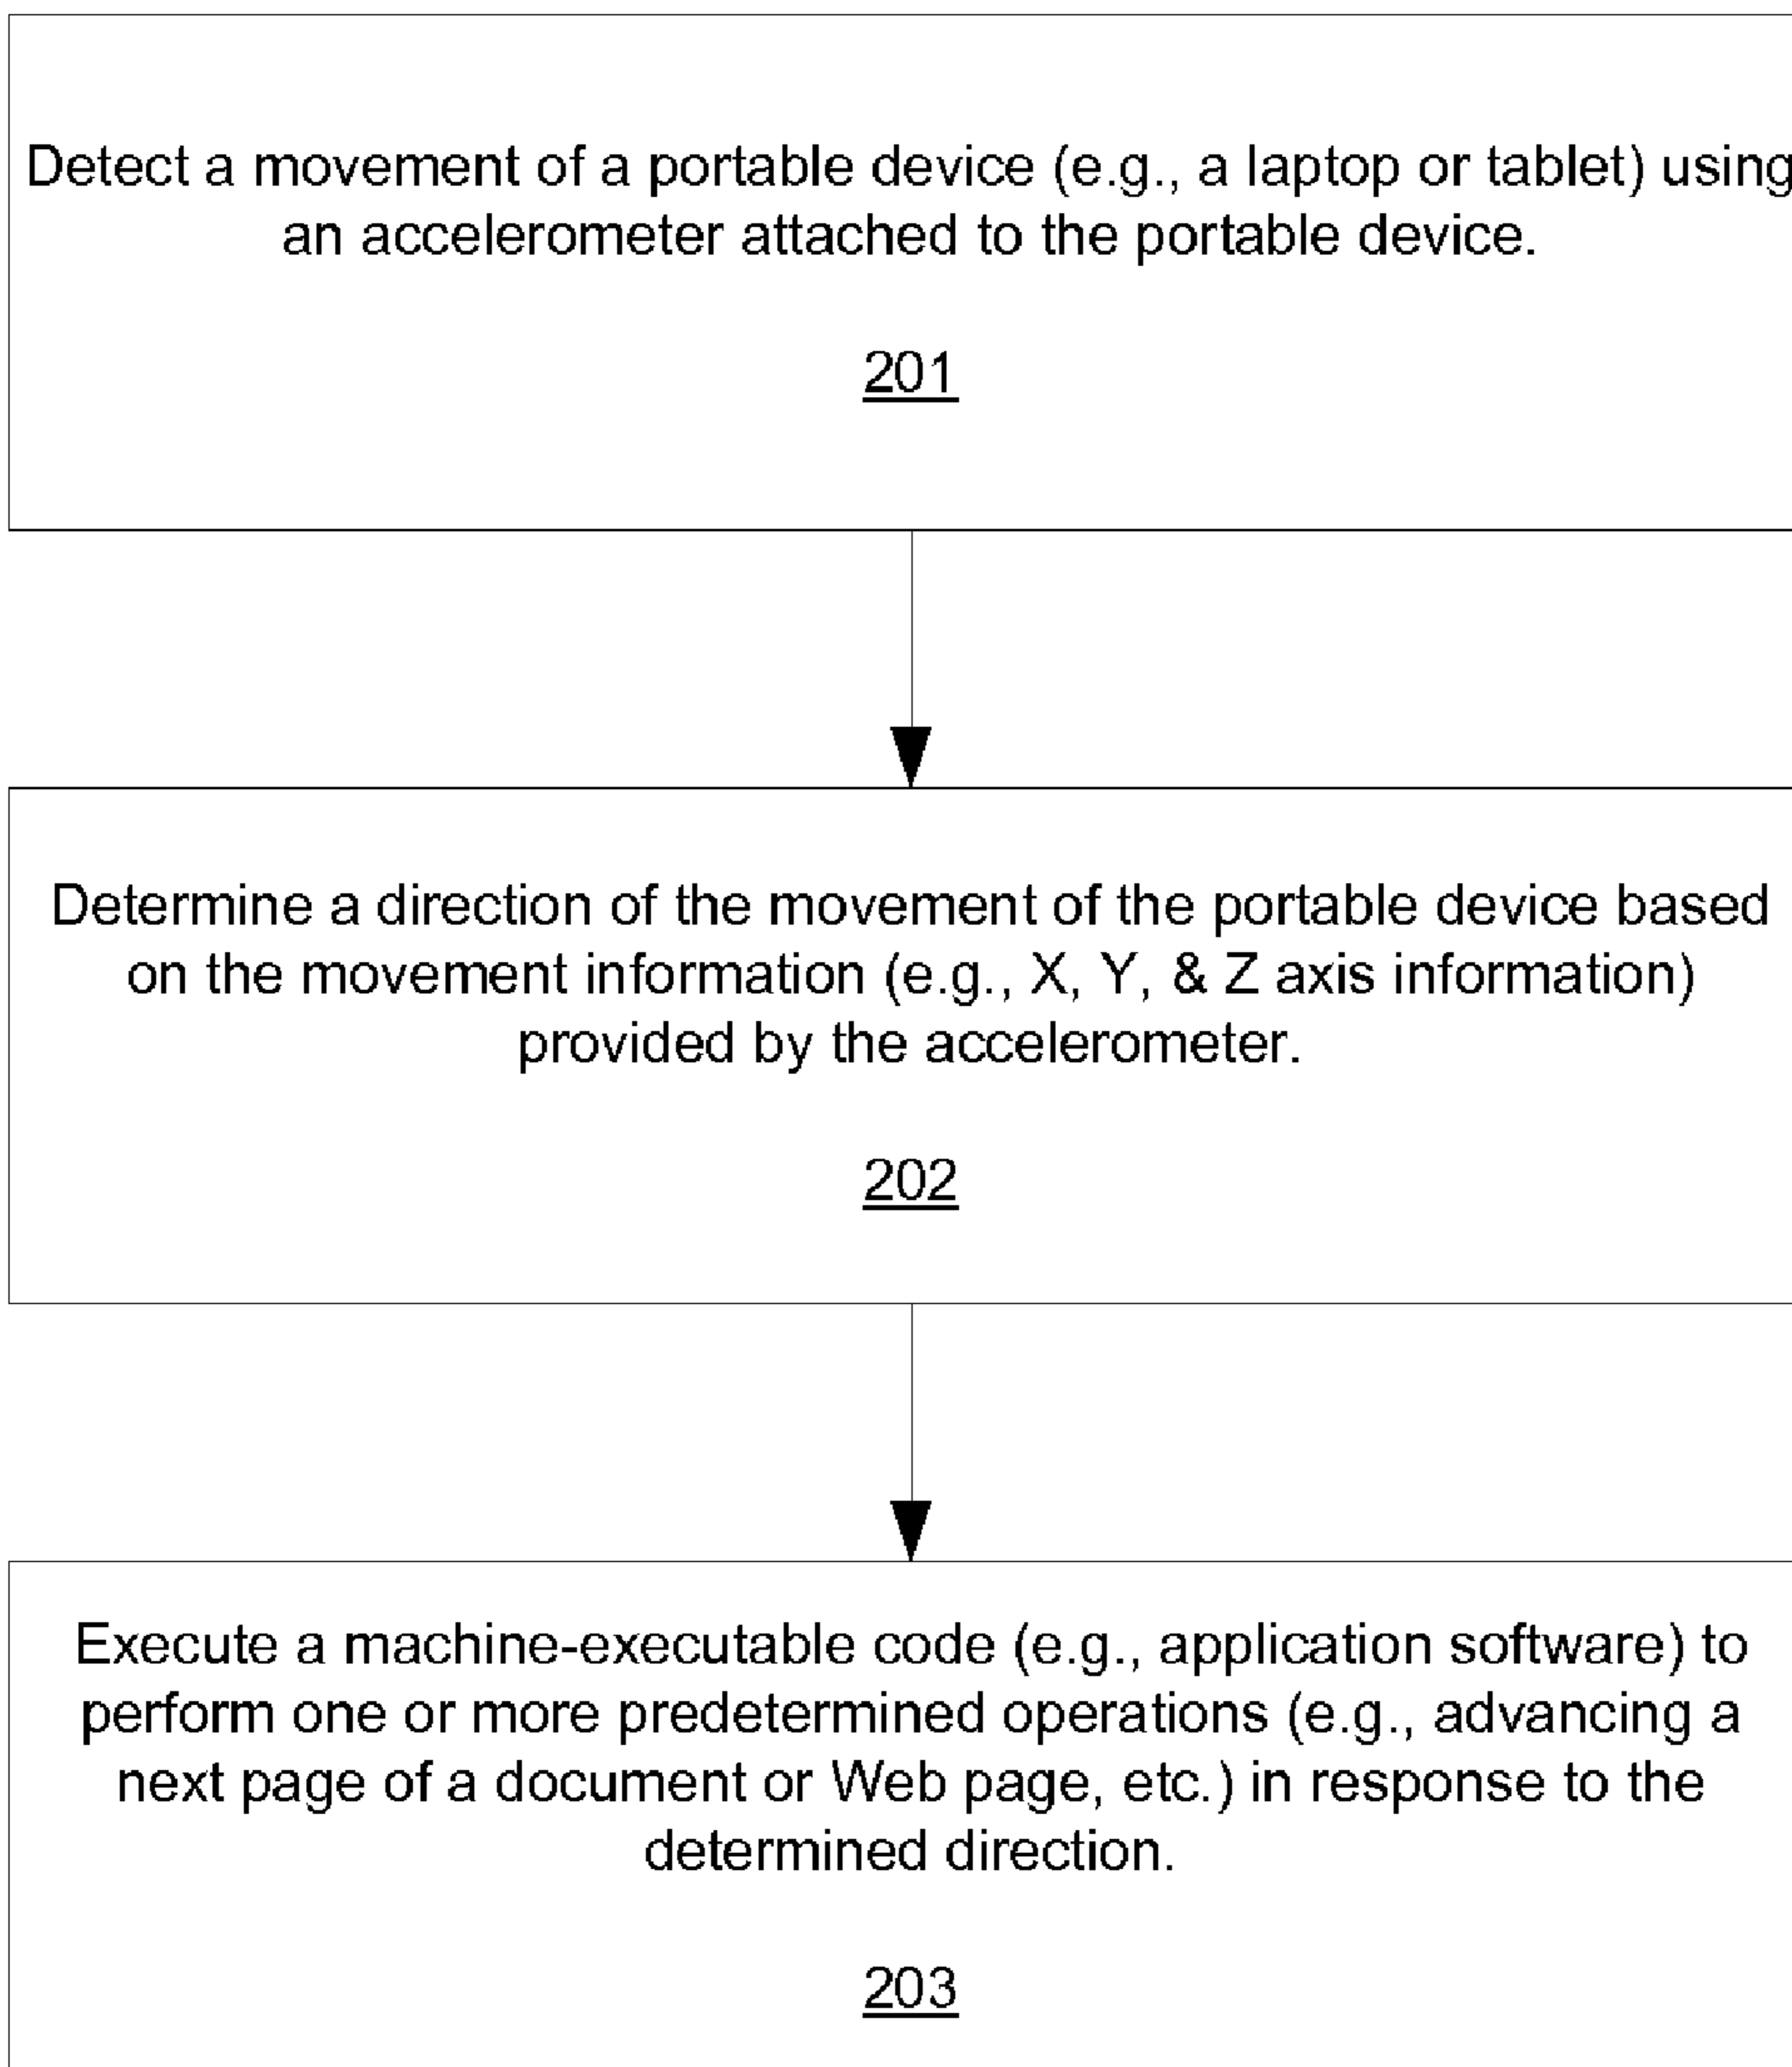 Detect a movement of a portable device (e.g., a laptop or tablet) using
an accelerometer attached to the portable device.
201
Determine a direction of the movement of the portable device based
on the movement information (e.g., X, Y, & Z axis information)
provided by the accelerometer.
202
Execute a machine-executable code (e.g., application software) to
perform one or more predetermined operations (e.g., advancing a
next page of a document or Web page, etc.) in response to the
determined direction.
203